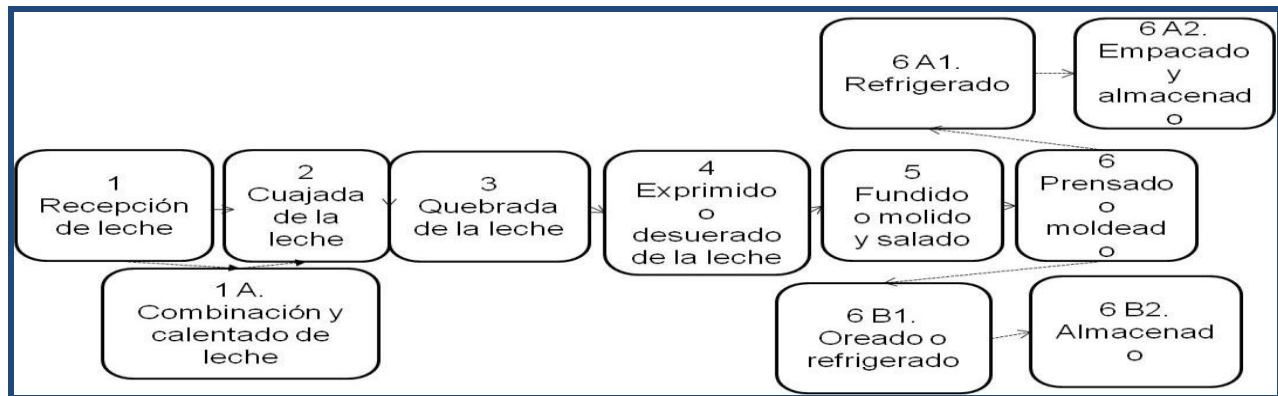 1
Recepción
de leche
1 A.
Combinación y
calentado de
leche
2
Cuajada
de la
leche
3
Quebrada
de la leche
4
Exprimido
o
desuerado
de la leche
5
Fundido
o molido
y salado
6
Prensado
o
moldead
o
6 A1.
Refrigerado
6 A2.
Empacado
y
almacenad
o
6 B1.
Oreado o
refrigerado
6 B2.
Almacenad
o